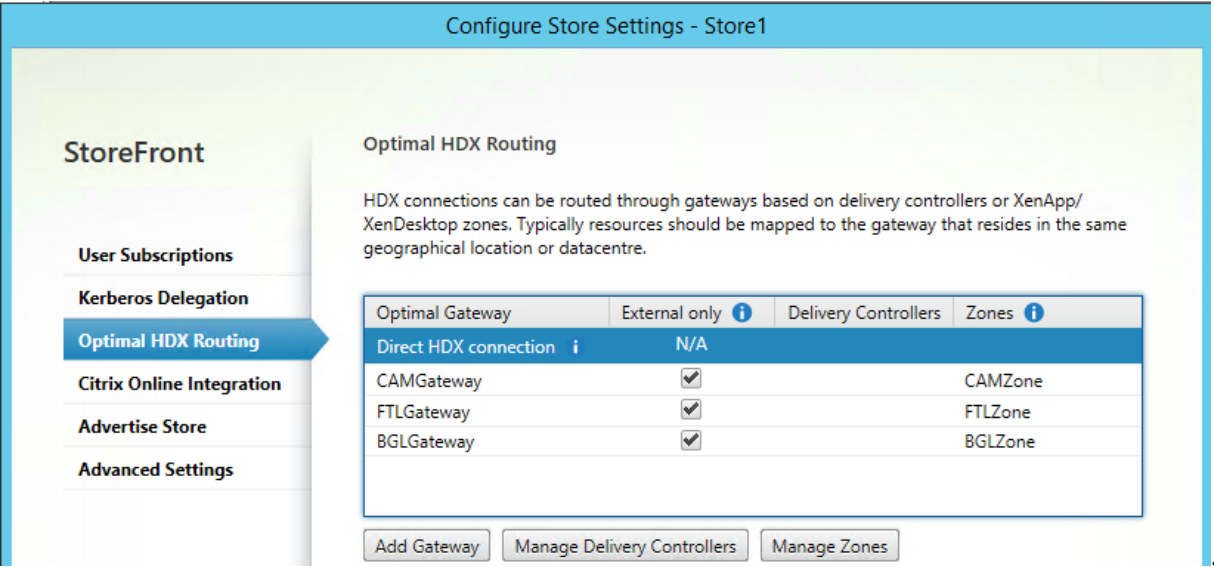 Configure Store Settings - Store1
StoreFront
User Subscriptions
Kerberos Delegation
Optimal HDX Routing
Citrix Online Integration
Advertise Store
Advanced Settings
Optimal HDX Routing
HDX connections can be routed through gateways based on delivery controllers or XenApp/
XenDesktop zones. Typically resources should be mapped to the gateway that resides in the same
geographical location or datacentre.
Optimal Gateway External only i Delivery Controllers Zones i
Direct HDX connection i N/A
CAMGateway CAMZone
FTLGateway FTLZone
BGLGateway BGLZone
Add Gateway Manage Delivery Controllers Manage Zones